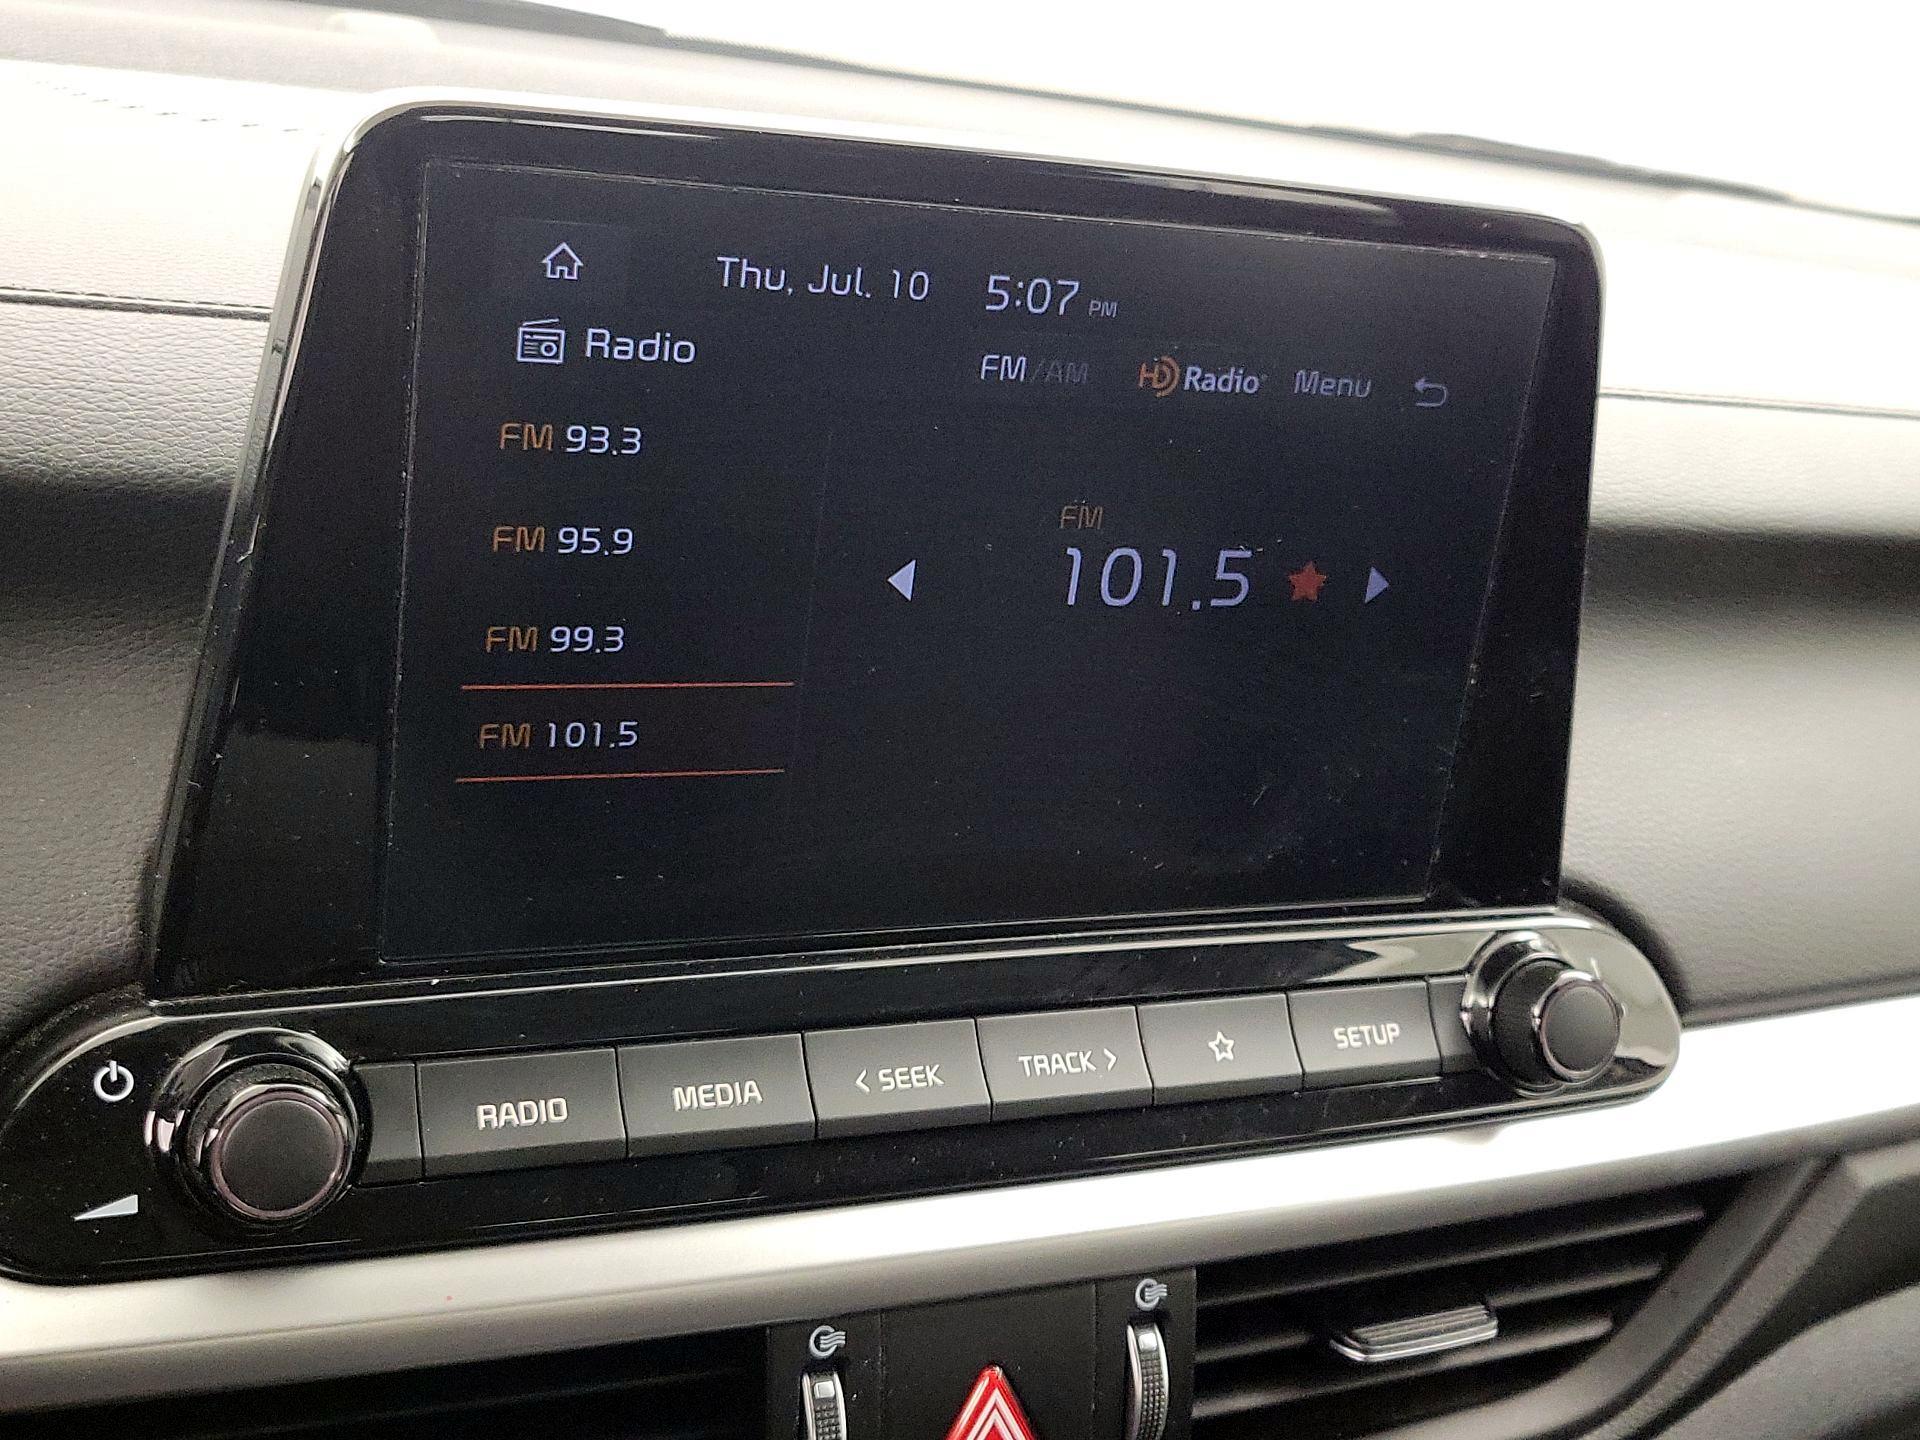 Thu, Jul. 10 5:07 PM
Radio
FM/AM HD Radio Menu
FM 93.3
FM 95.9
FM 99.3
FM 101.5
FM
101.5
RADIO MEDIA < SEEK TRACK > SETUP